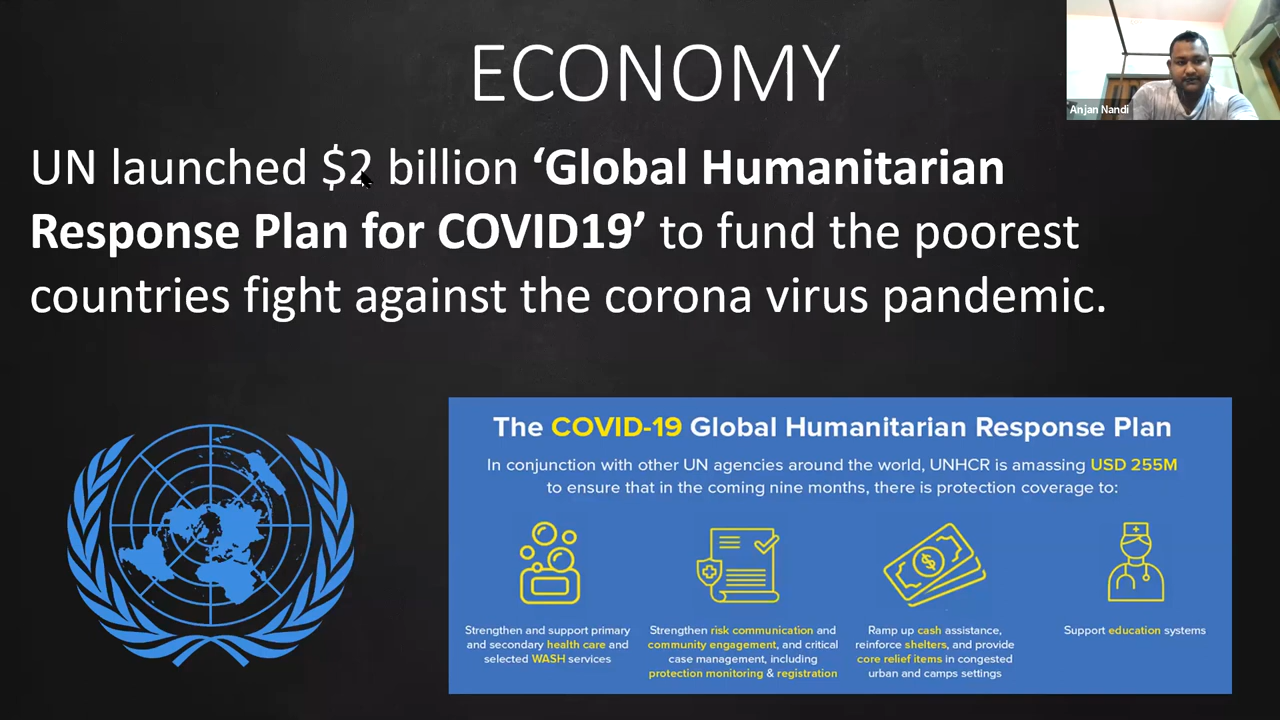 ECONOMY
Anjan Nandi
UN launched $2 billion ‘Global Humanitarian
Response Plan for COVID19’ to fund the poorest
countries fight against the corona virus pandemic.
The COVID-19 Global Humanitarian Response Plan
In conjunction with other UN agencies around the world, UNHCR is amassing USD 255M
to ensure that in the coming nine months, there is protection coverage to:
Strengthen and support primary
and secondary health care and
selected WASH services
Strengthen risk communication and
community engagement, and critical
case management, including
protection monitoring & registration
Ramp up cash assistance,
reinforce shelters, and provide
core relief items in congested
urban and camps settings
Support education systems